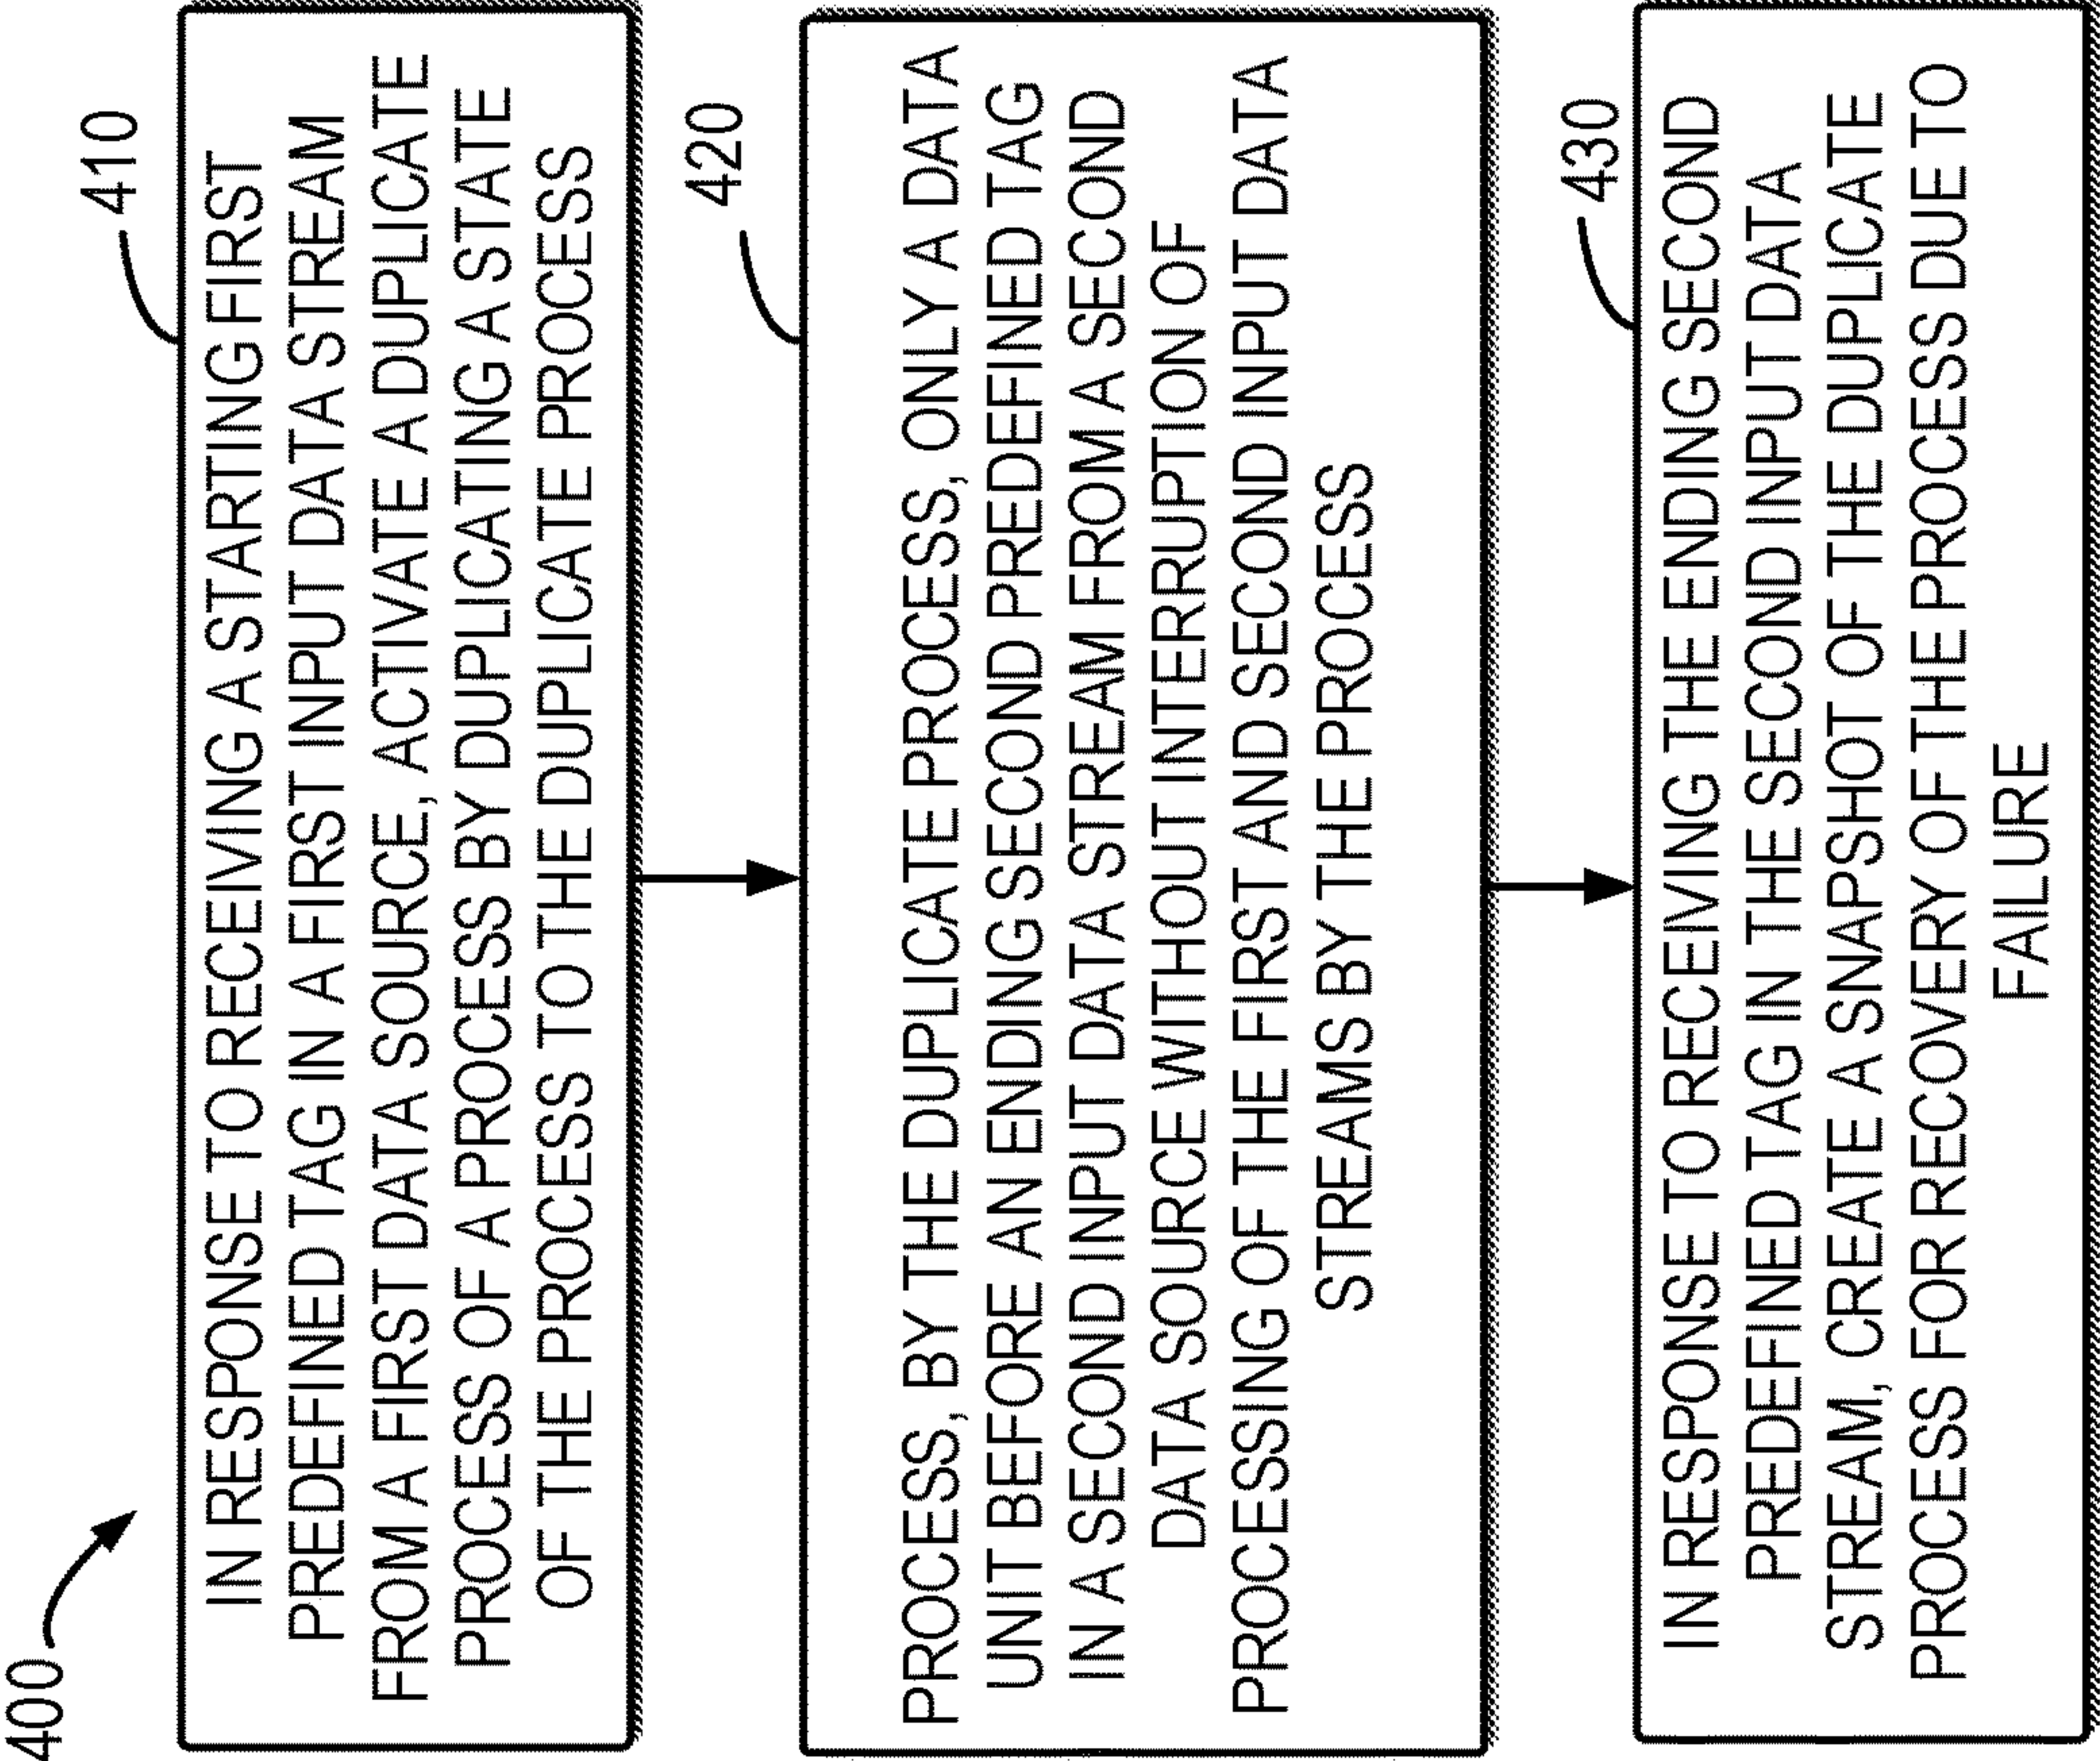 400
410
IN RESPONSE TO RECEIVING A STARTING FIRST
PREDEFINED TAG IN A FIRST INPUT DATA STREAM
FROM A FIRST DATA SOURCE, ACTIVATE A DUPLICATE
PROCESS OF A PROCESS BY DUPLICATING A STATE
OF THE PROCESS TO THE DUPLICATE PROCESS
420
PROCESS, BY THE DUPLICATE PROCESS, ONLY A DATA
UNIT BEFORE AN ENDING SECOND PREDEFINED TAG
IN A SECOND INPUT DATA STREAM FROM A SECOND
DATA SOURCE WITHOUT INTERRUPTION OF
PROCESSING OF THE FIRST AND SECOND INPUT DATA
STREAMS BY THE PROCESS
430
IN RESPONSE TO RECEIVING THE ENDING SECOND
PREDEFINED TAG IN THE SECOND INPUT DATA
STREAM, CREATE A SNAPSHOT OF THE DUPLICATE
PROCESS FOR RECOVERY OF THE PROCESS DUE TO
FAILURE